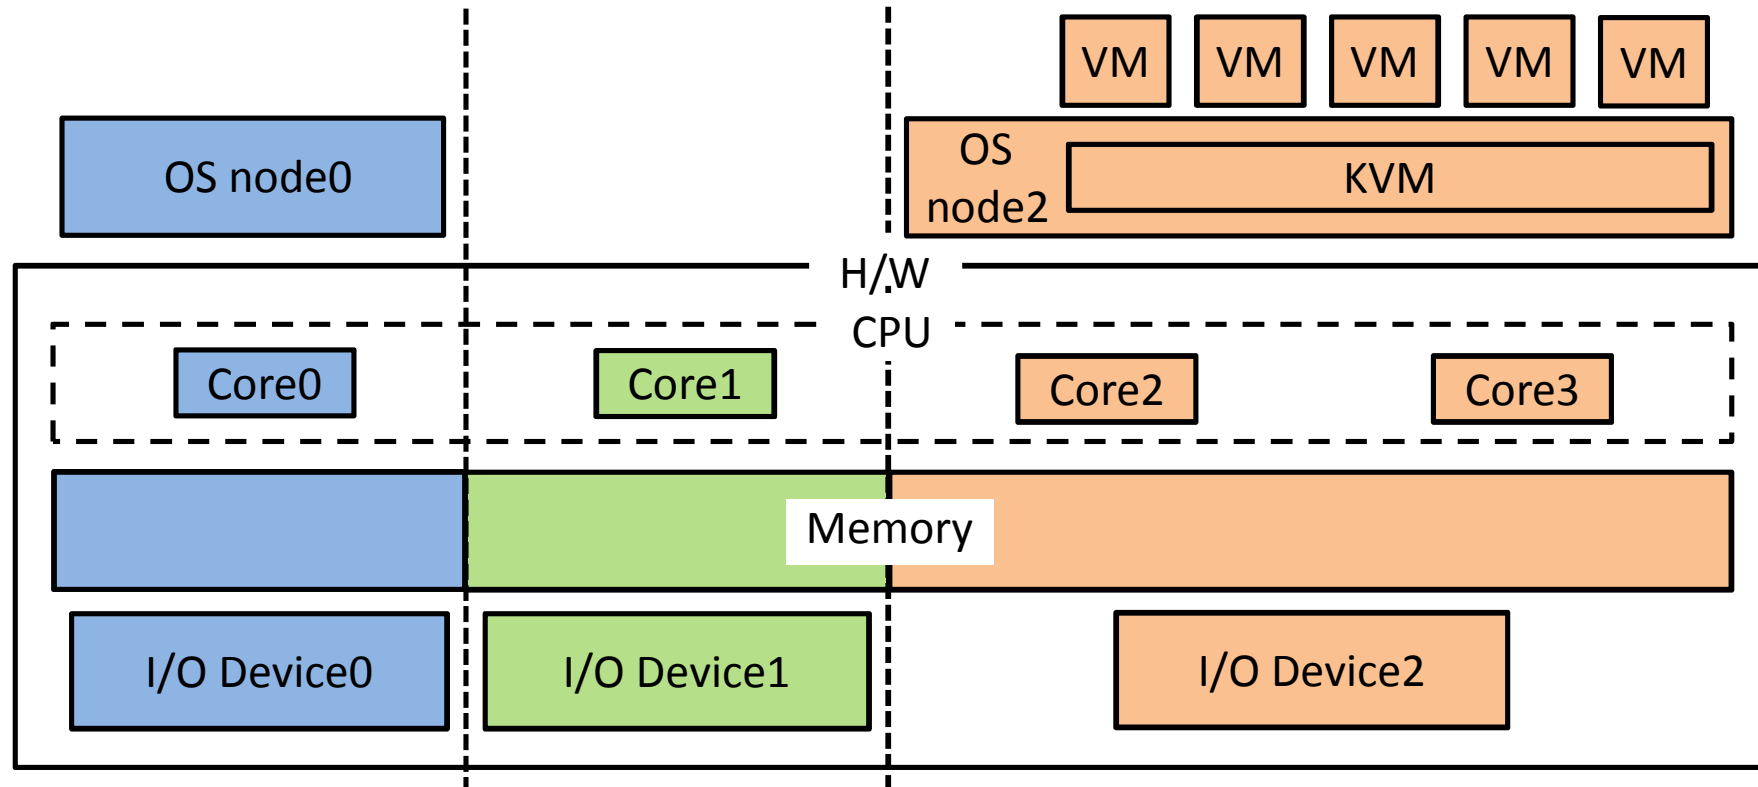 VM
VM
VM
VM
VM
OS node0
OS
node2
KVM
H/W
CPU
Core0
Core1
Core2
Core3
Memory
I/O Device0
I/O Device1
I/O Device2